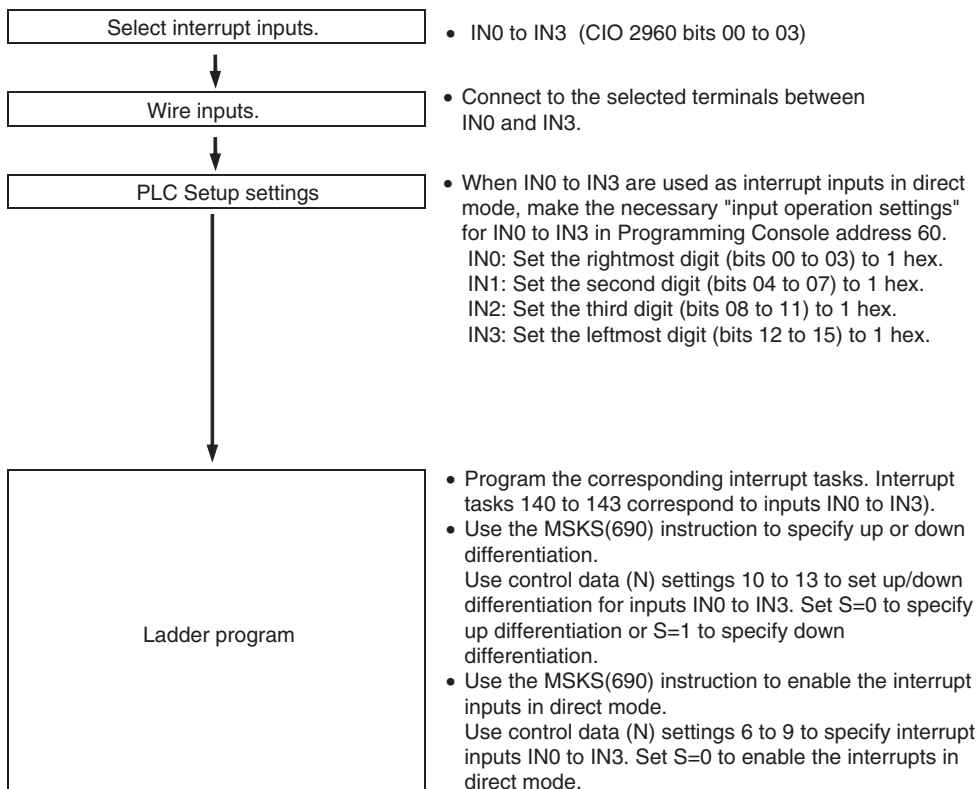 Select interrupt inputs.
• IN0 to IN3 (CIO 2960 bits 00 to 03)
Wire inputs.
• Connect to the selected terminals between
IN0 and IN3.
PLC Setup settings
• When IN0 to IN3 are used as interrupt inputs in direct
mode, make the necessary "input operation settings"
for IN0 to IN3 in Programming Console address 60.
IN0: Set the rightmost digit (bits 00 to 03) to 1 hex.
IN1: Set the second digit (bits 04 to 07) to 1 hex.
IN2: Set the third digit (bits 08 to 11) to 1 hex.
IN3: Set the leftmost digit (bits 12 to 15) to 1 hex.
Ladder program
• Program the corresponding interrupt tasks. Interrupt
tasks 140 to 143 correspond to inputs IN0 to IN3).
• Use the MSKS(690) instruction to specify up or down
differentiation.
Use control data (N) settings 10 to 13 to set up/down
differentiation for inputs IN0 to IN3. Set S=0 to specify
up differentiation or S=1 to specify down
differentiation.
• Use the MSKS(690) instruction to enable the interrupt
inputs in direct mode.
Use control data (N) settings 6 to 9 to specify interrupt
inputs IN0 to IN3. Set S=0 to enable the interrupts in
direct mode.